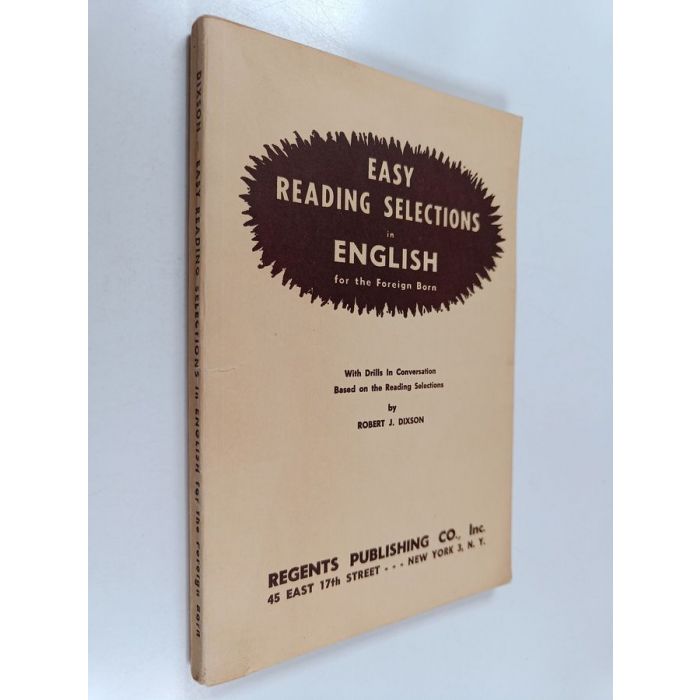 EASY
READING SELECTIONS
in
ENGLISH
for the Foreign Born
With Drills In Conversation
Based on the Reading Selections
by
ROBERT J. DIXSON
REGENTS PUBLISHING CO., Inc.
45 EAST 17th STREET - - - NEW YORK 3, N. Y.
DIXSON - EASY READING SELECTIONS in ENGLISH for the Foreign Born